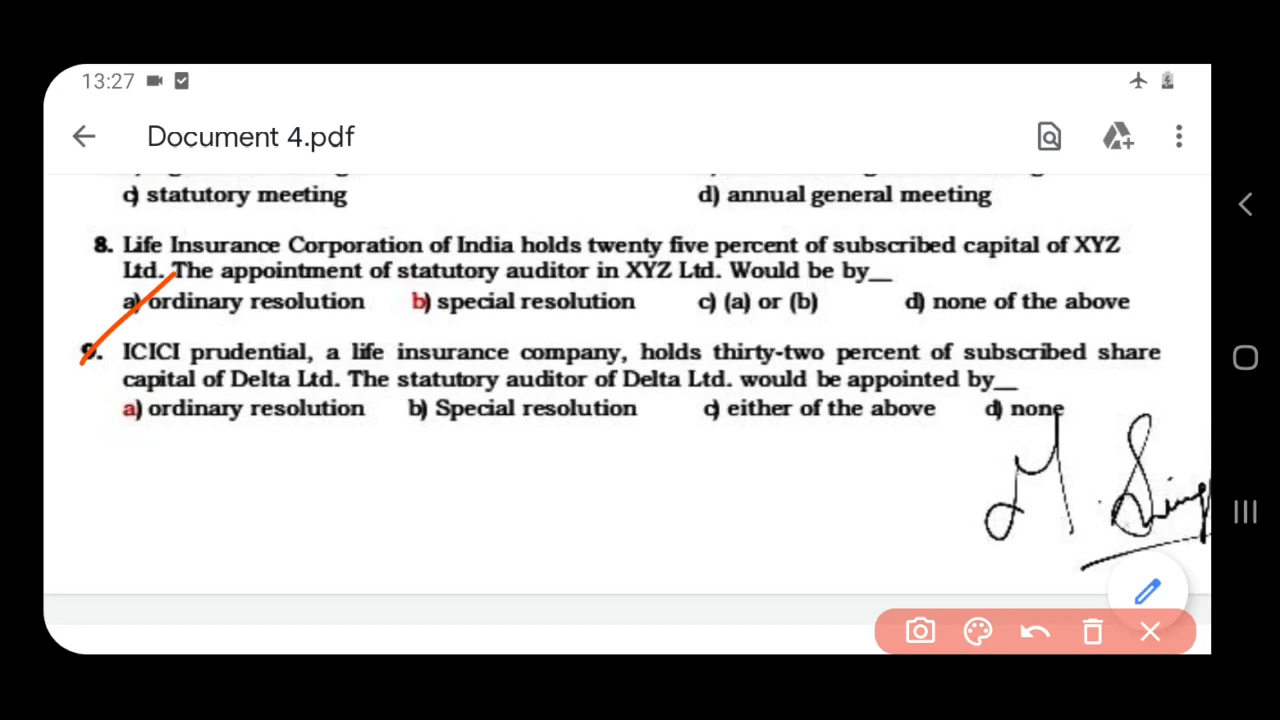 13:27
Document 4.pdf
c) statutory meeting d) annual general meeting
8. Life Insurance Corporation of India holds twenty five percent of subscribed capital of XYZ
Ltd. The appointment of statutory auditor in XYZ Ltd. Would be by__
a) ordinary resolution b) special resolution c) (a) or (b) d) none of the above
9. ICICI prudential, a life insurance company, holds thirty-two percent of subscribed share
capital of Delta Ltd. The statutory auditor of Delta Ltd. would be appointed by__
a) ordinary resolution b) Special resolution c) either of the above d) none